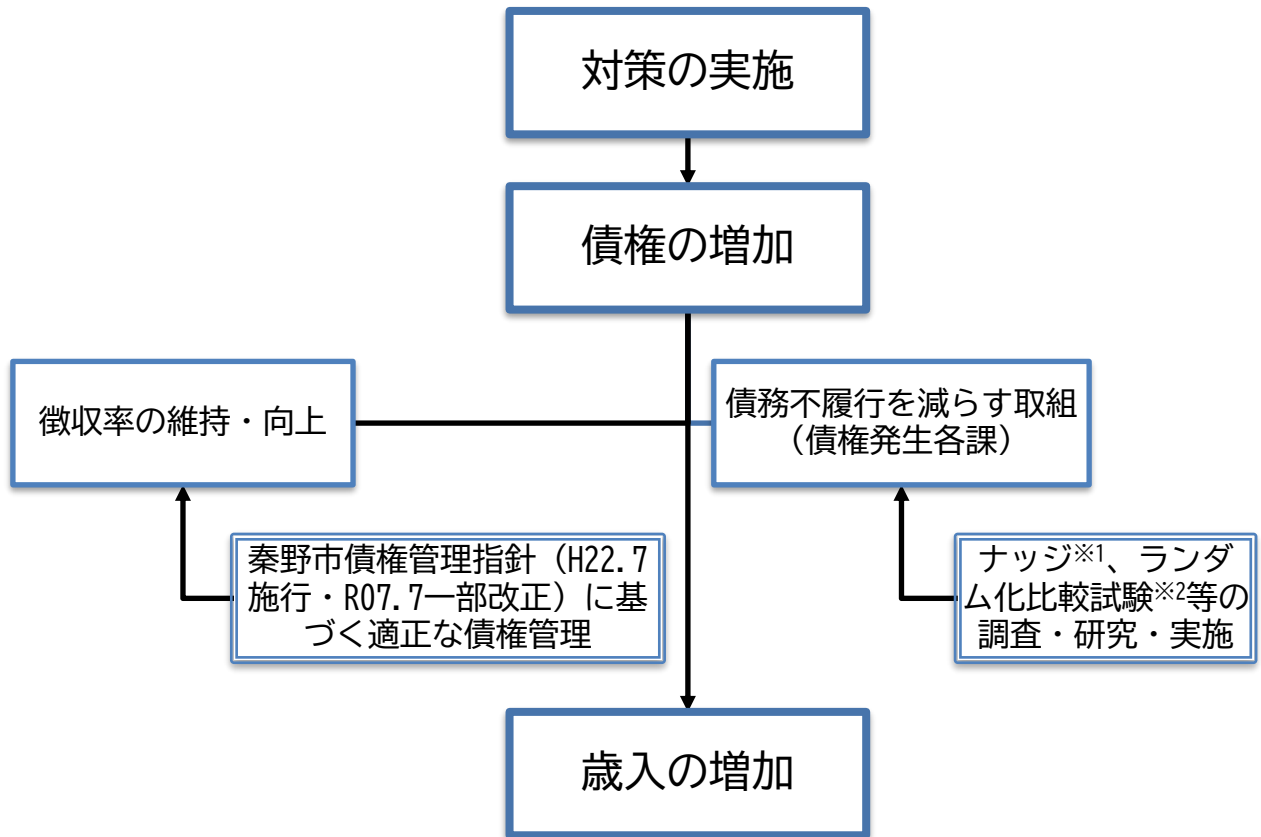 対策の実施
債権の増加
徴収率の維持・向上
債務不履行を減らす取組
（債権発生各課）
秦野市債権管理指針（H22.7
施行・R07.7一部改正）に基
づく適正な債権管理
ナッジ※1、ランダ
ム化比較試験※2等の
調査・研究・実施
歳入の増加